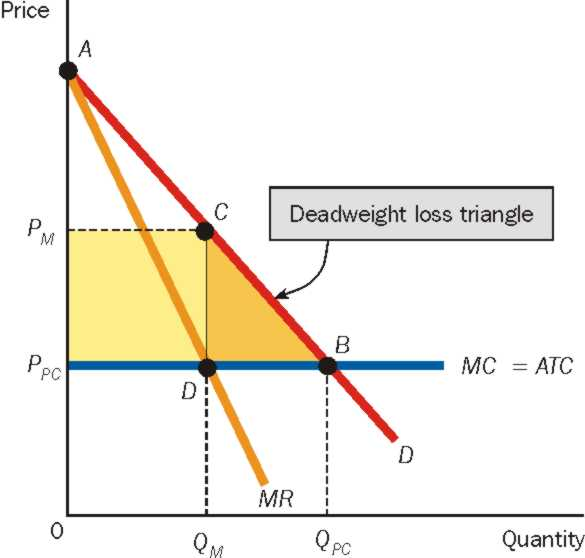 Price
A
P_M
C
Deadweight loss triangle
P_PC
B
MC = ATC
D
D
MR
0
Q_M
Q_PC
Quantity